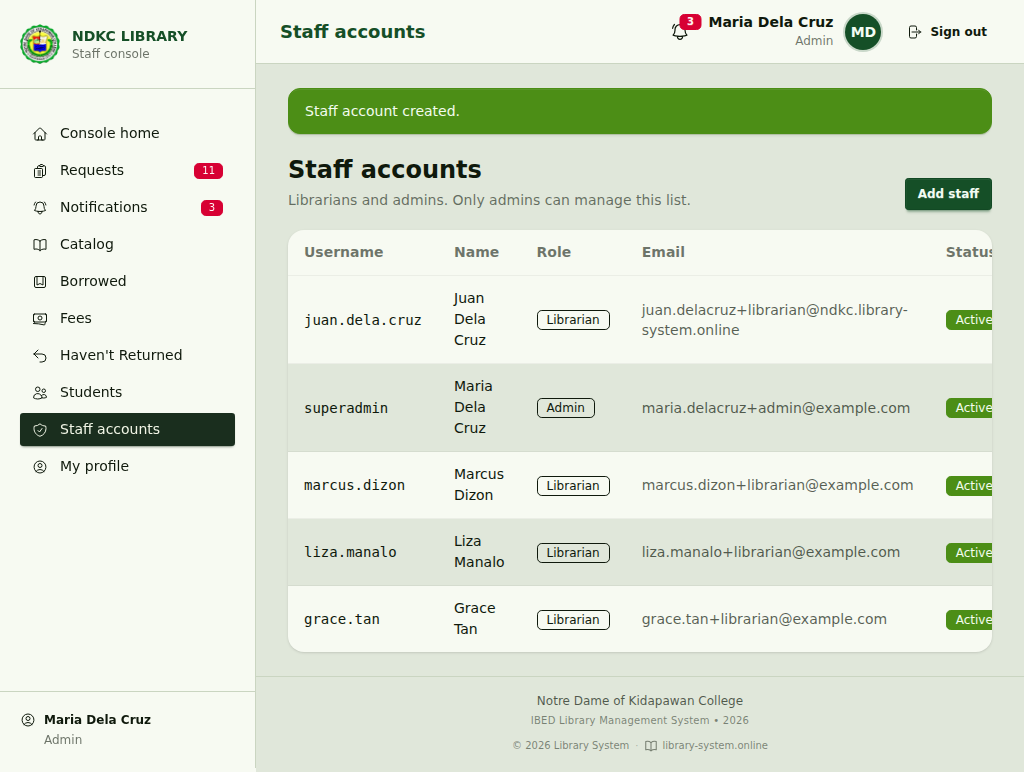 NDKC LIBRARY
Staff console
Console home
Requests 11
Notifications 3
Catalog
Borrowed
Fees
Haven't Returned
Students
Staff accounts
My profile
Maria Dela Cruz
Admin
Staff accounts
3
Maria Dela Cruz
Admin
MD
Sign out
Staff account created.
Staff accounts
Librarians and admins. Only admins can manage this list.
Add staff
Username Name Role Email Status
juan.dela.cruz
Juan
Dela
Cruz
Librarian
juan.delacruz+librarian@ndkc.library-
system.online
Active
superadmin
Maria
Dela
Cruz
Admin
maria.delacruz+admin@example.com
Active
marcus.dizon
Marcus
Dizon
Librarian
marcus.dizon+librarian@example.com
Active
liza.manalo
Liza
Manalo
Librarian
liza.manalo+librarian@example.com
Active
grace.tan
Grace
Tan
Librarian
grace.tan+librarian@example.com
Active
Notre Dame of Kidapawan College
IBED Library Management System • 2026
© 2026 Library System · library-system.online